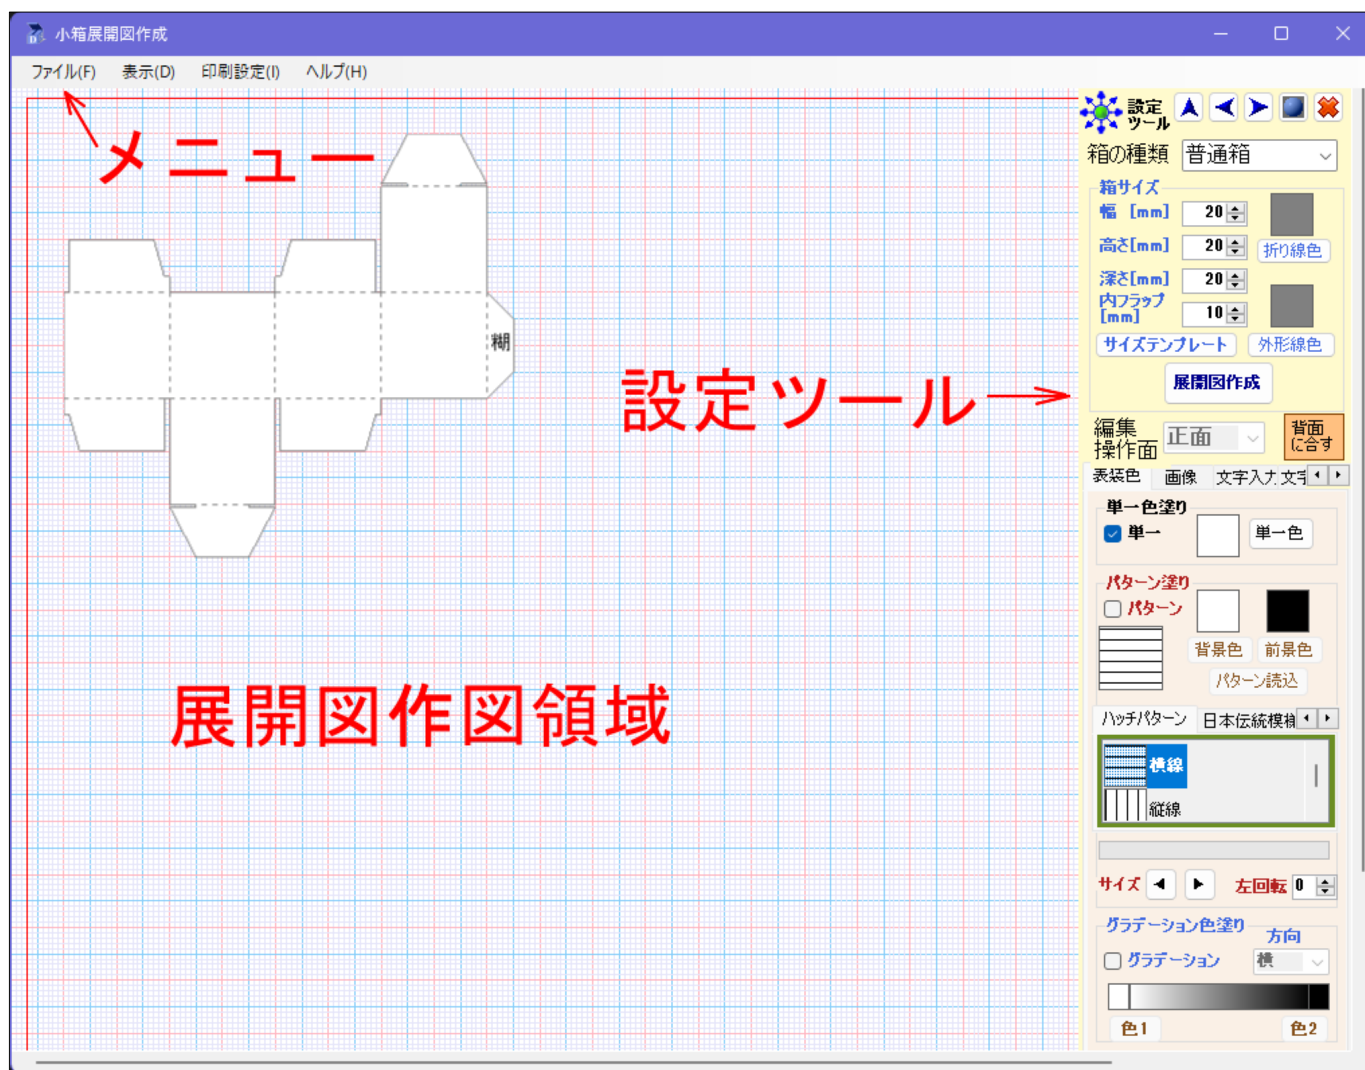 小箱展開図作成
ファイル(F) 表示(D) 印刷設定(I) ヘルプ(H)
メニュー
糊
設定ツール
展開図作図領域
設定
ツール
箱の種類 普通箱
箱サイズ
幅 [mm] 20
高さ[mm] 20 折り線色
深さ[mm] 20
内フラップ
[mm] 10
サイズテンプレート 外形線色
展開図作成
編集
操作面 正面 背面
に合す
表装色 画像 文字入力 文字
単一色塗り
単一 単一色
パターン塗り
パターン
背景色 前景色
パターン読込
ハッチパターン 日本伝統模様
横線
縦線
サイズ 左回転 0
グラデーション色塗り 方向
グラデーション 横
色1 色2